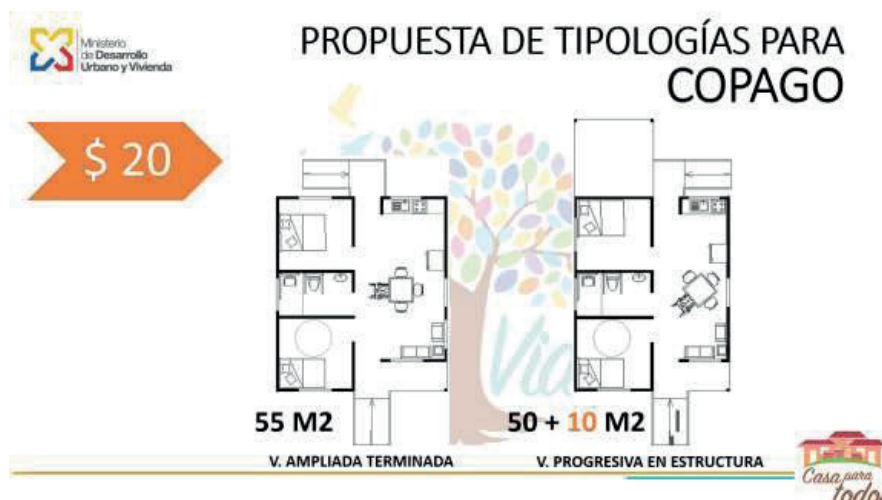 Ministerio
de Desarrollo
Urbano y Vivienda
PROPUESTA DE TIPOLOGÍAS PARA
COPAGO
$ 20
Vida
55 M2
50 + 10 M2
V. AMPLIADA TERMINADA
V. PROGRESIVA EN ESTRUCTURA
Casa para
todos